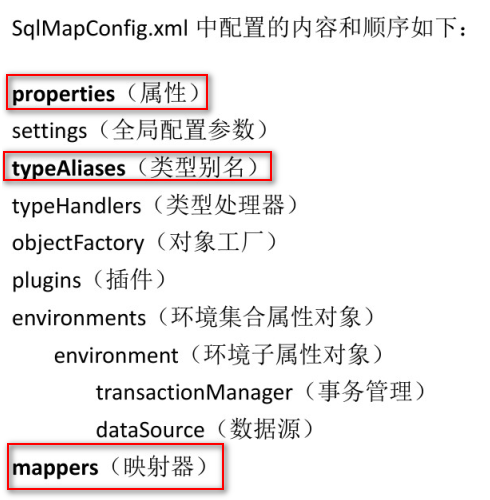 SqlMapConfig.xml 中配置的内容和顺序如下：
properties（属性）
settings（全局配置参数）
typeAliases（类型别名）
typeHandlers（类型处理器）
objectFactory（对象工厂）
plugins（插件）
environments（环境集合属性对象）
environment（环境子属性对象）
transactionManager（事务管理）
dataSource（数据源）
mappers（映射器）